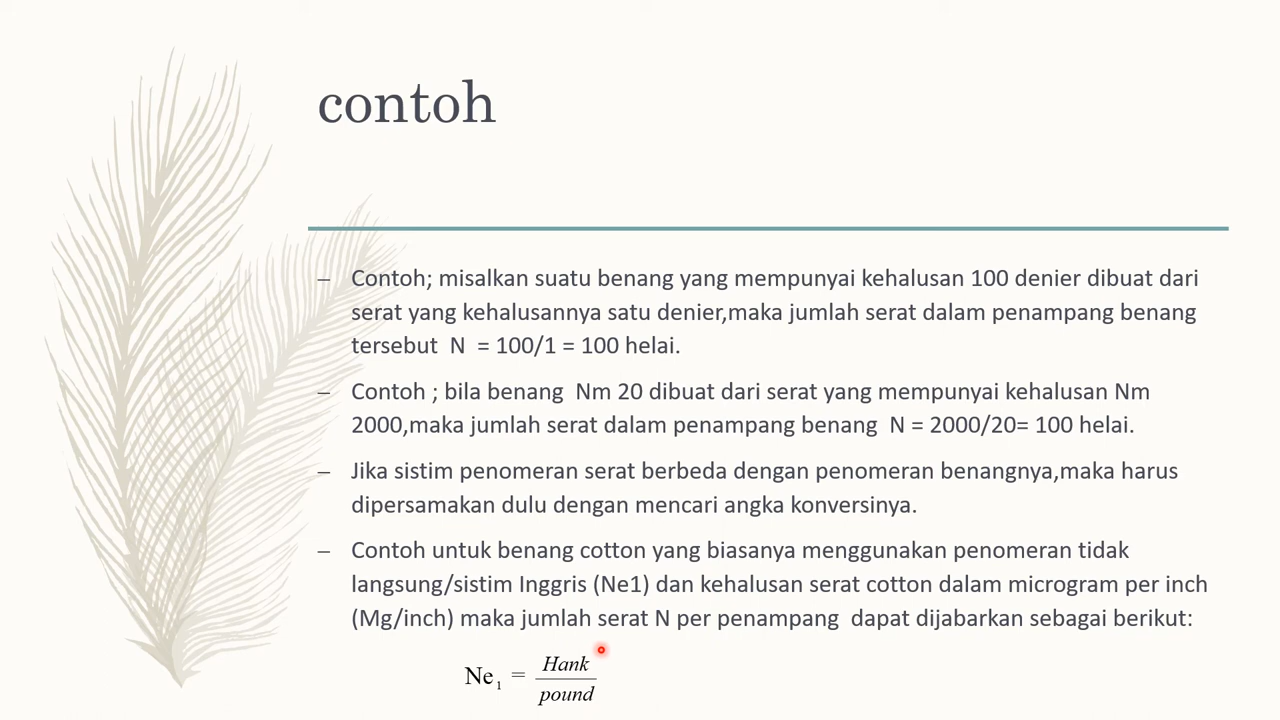 contoh
– Contoh; misalkan suatu benang yang mempunyai kehalusan 100 denier dibuat dari
serat yang kehalusannya satu denier,maka jumlah serat dalam penampang benang
tersebut N = 100/1 = 100 helai.
– Contoh ; bila benang Nm 20 dibuat dari serat yang mempunyai kehalusan Nm
2000,maka jumlah serat dalam penampang benang N = 2000/20= 100 helai.
– Jika sistim penomeran serat berbeda dengan penomeran benangnya,maka harus
dipersamakan dulu dengan mencari angka konversinya.
– Contoh untuk benang cotton yang biasanya menggunakan penomeran tidak
langsung/sistim Inggris (Ne1) dan kehalusan serat cotton dalam microgram per inch
(Mg/inch) maka jumlah serat N per penampang dapat dijabarkan sebagai berikut:
Ne₁ = Hank
pound